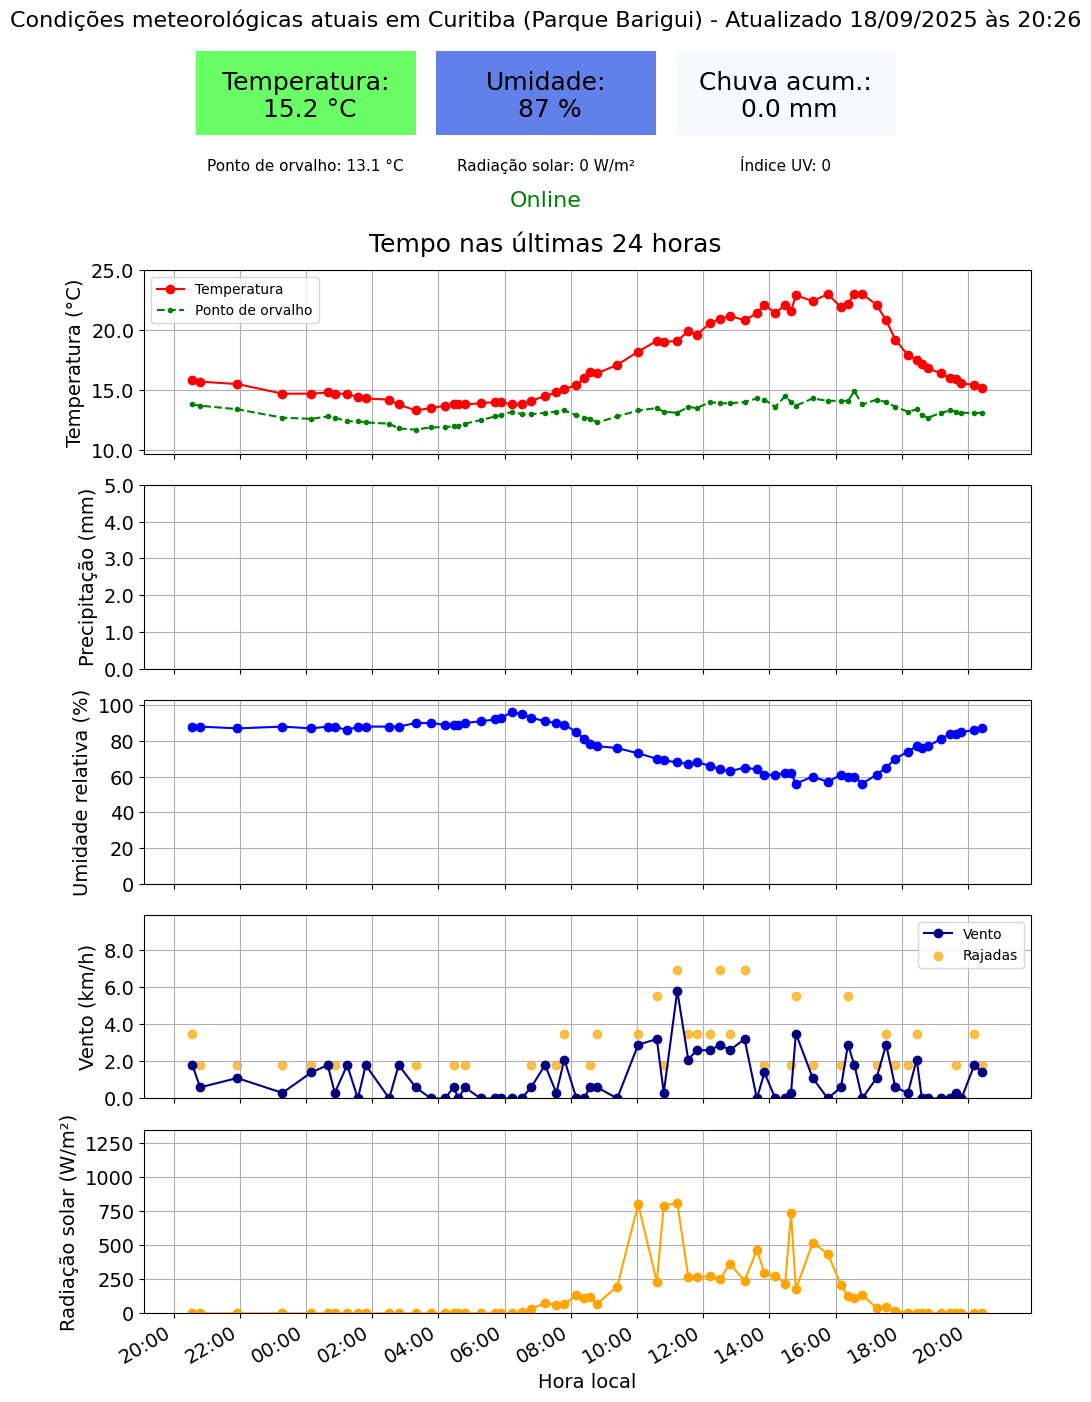 Condições meteorológicas atuais em Curitiba (Parque Barigui) - Atualizado 18/09/2025 às 20:26
Temperatura:
15.2 °C
Umidade:
87 %
Chuva acum.:
0.0 mm
Ponto de orvalho: 13.1 °C
Radiação solar: 0 W/m²
Índice UV: 0
Online
Tempo nas últimas 24 horas
Temperatura (°C)
25.0
20.0
15.0
10.0
Temperatura
Ponto de orvalho
Precipitação (mm)
5.0
4.0
3.0
2.0
1.0
0.0
Umidade relativa (%)
100
80
60
40
20
0
Vento (km/h)
8.0
6.0
4.0
2.0
0.0
Vento
Rajadas
Radiação solar (W/m²)
1250
1000
750
500
250
0
20:00
22:00
00:00
02:00
04:00
06:00
08:00
10:00
12:00
14:00
16:00
18:00
20:00
Hora local